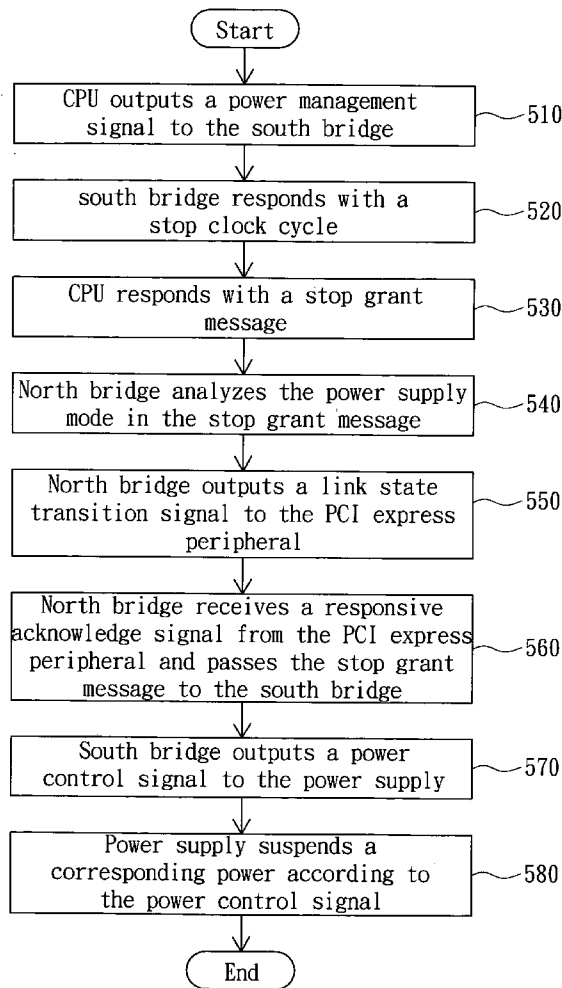 Start
CPU outputs a power management
signal to the south bridge
510
south bridge responds with a
stop clock cycle
520
CPU responds with a stop grant
message
530
North bridge analyzes the power supply
mode in the stop grant message
540
North bridge outputs a link state
transition signal to the PCI express
peripheral
550
North bridge receives a responsive
acknowledge signal from the PCI express
peripheral and passes the stop grant
message to the south bridge
560
South bridge outputs a power
control signal to the power supply
570
Power supply suspends a
corresponding power according to
the power control signal
580
End